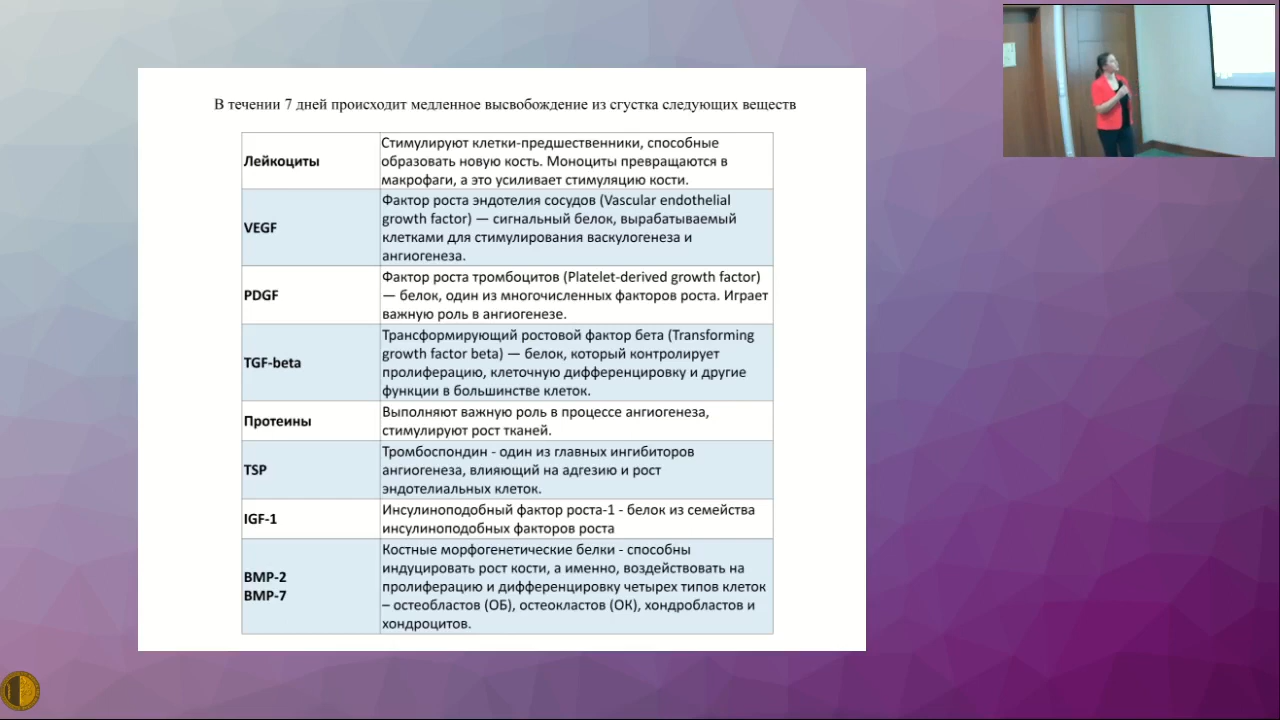 В течении 7 дней происходит медленное высвобождение из сгустка следующих веществ
Лейкоциты
Стимулируют клетки-предшественники, способные
образовать новую кость. Моноциты превращаются в
макрофаги, а это усиливает стимуляцию кости.
VEGF
Фактор роста эндотелия сосудов (Vascular endothelial
growth factor) — сигнальный белок, вырабатываемый
клетками для стимулирования васкулогенеза и
ангиогенеза.
PDGF
Фактор роста тромбоцитов (Platelet-derived growth factor)
— белок, один из многочисленных факторов роста. Играет
важную роль в ангиогенезе.
TGF-beta
Трансформирующий ростовой фактор бета (Transforming
growth factor beta) — белок, который контролирует
пролиферацию, клеточную дифференцировку и другие
функции в большинстве клеток.
Протеины
Выполняют важную роль в процессе ангиогенеза,
стимулируют рост тканей.
TSP
Тромбоспондин - один из главных ингибиторов
ангиогенеза, влияющий на адгезию и рост
эндотелиальных клеток.
IGF-1
Инсулиноподобный фактор роста-1 - белок из семейства
инсулиноподобных факторов роста
BMP-2
BMP-7
Костные морфогенетические белки - способны
индуцировать рост кости, а именно, воздействовать на
пролиферацию и дифференцировку четырех типов клеток
– остеобластов (ОБ), остеокластов (ОК), хондробластов и
хондроцитов.